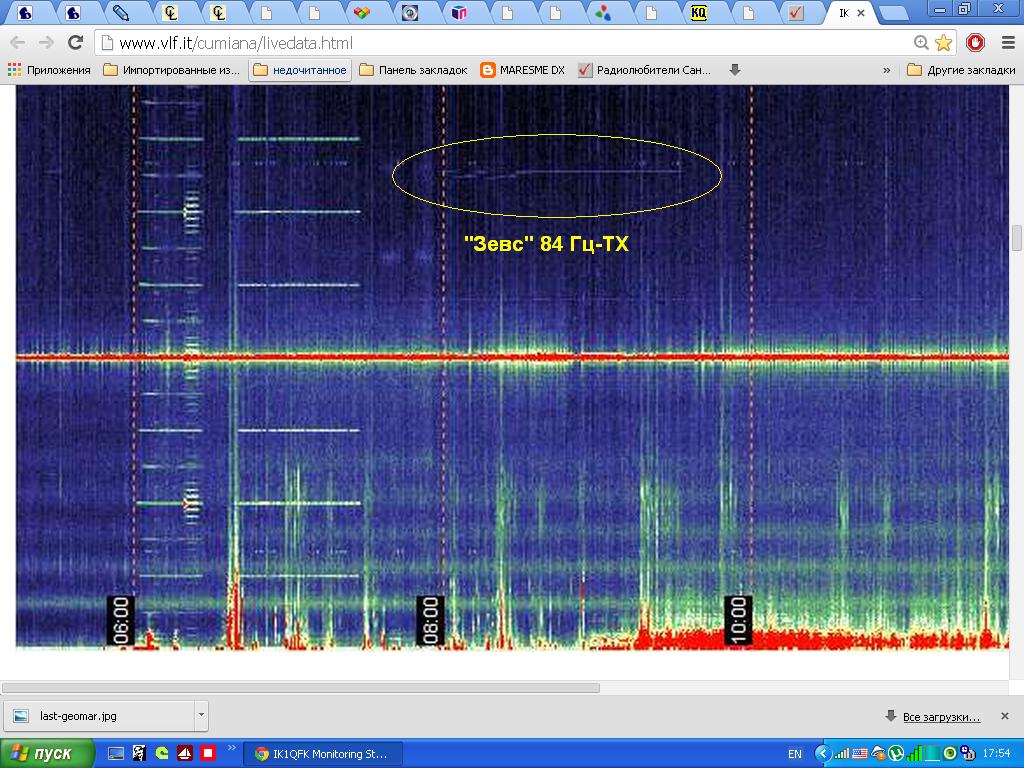 IK
www.vlf.it/cumiana/livedata.html
Приложения
Импортированные из...
недочитанное
Панель закладок
MARESME DX
Радиолюбители Сан...
»
Другие закладки
"Зевс" 84 Гц-ТХ
06:00
08:00
10:00
last-geomar.jpg
Все загрузки...
пуск
»
IK1QFK Monitoring St...
EN
17:54